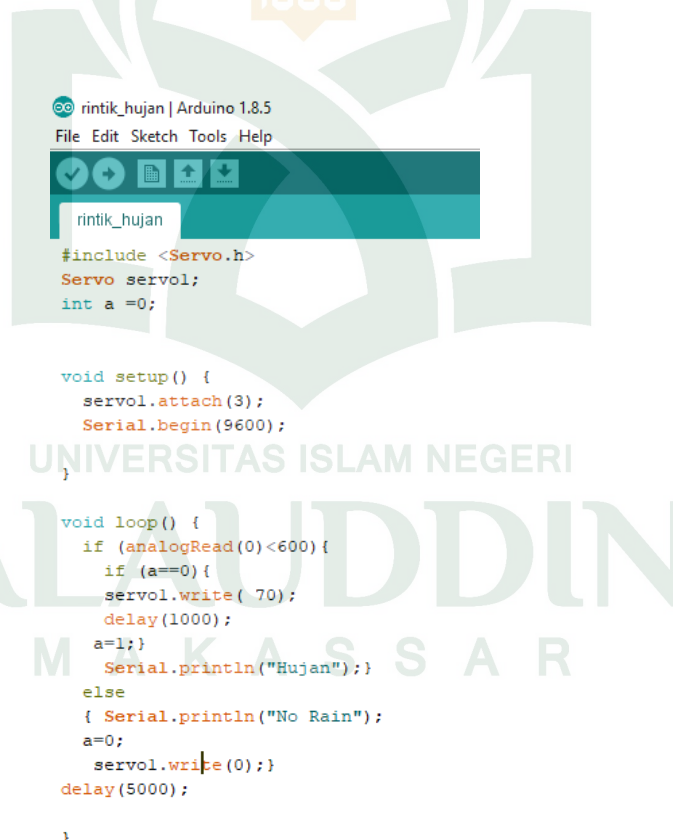 rintik_hujan | Arduino 1.8.5
File Edit Sketch Tools Help
rintik_hujan
#include <Servo.h>
Servo servo1;
int a =0;
void setup() {
servo1.attach(3);
Serial.begin(9600);
}
void loop() {
if (analogRead(0)<600){
if (a==0){
servo1.write( 70);
delay(1000);
a=1;}
Serial.println("Hujan");}
else
{ Serial.println("No Rain");
a=0;
servo1.write(0);}
delay(5000);
}
UNIVERSITAS ISLAM NEGERI
ALAUDDIN
MAKASSAR